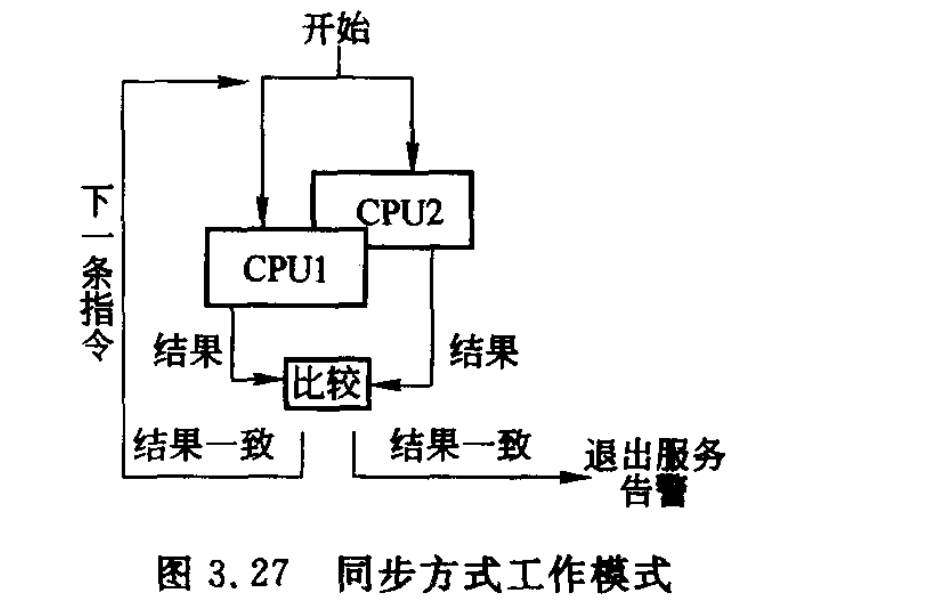 开始
CPU2
CPU1
下一条指令
结果
结果
比较
结果一致
结果一致
退出服务
告警
图 3.27 同步方式工作模式